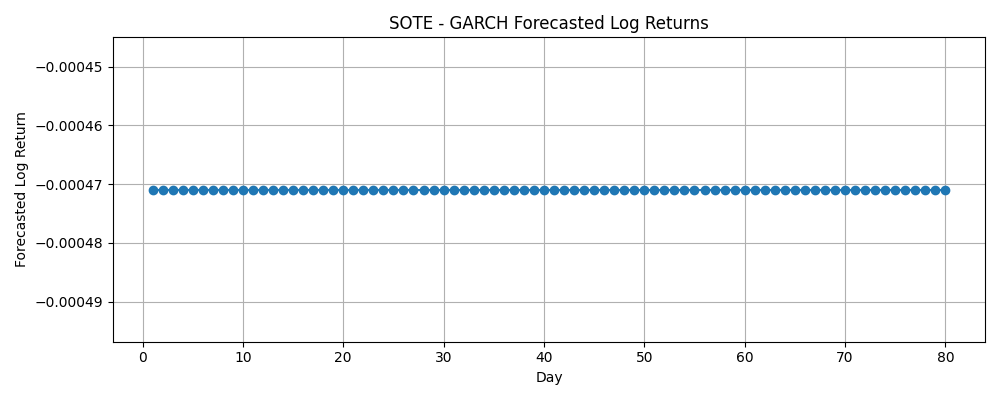 SOTE - GARCH Forecasted Log Returns
Forecasted Log Return
−0.00045
−0.00046
−0.00047
−0.00048
−0.00049
0 10 20 30 40 50 60 70 80
Day